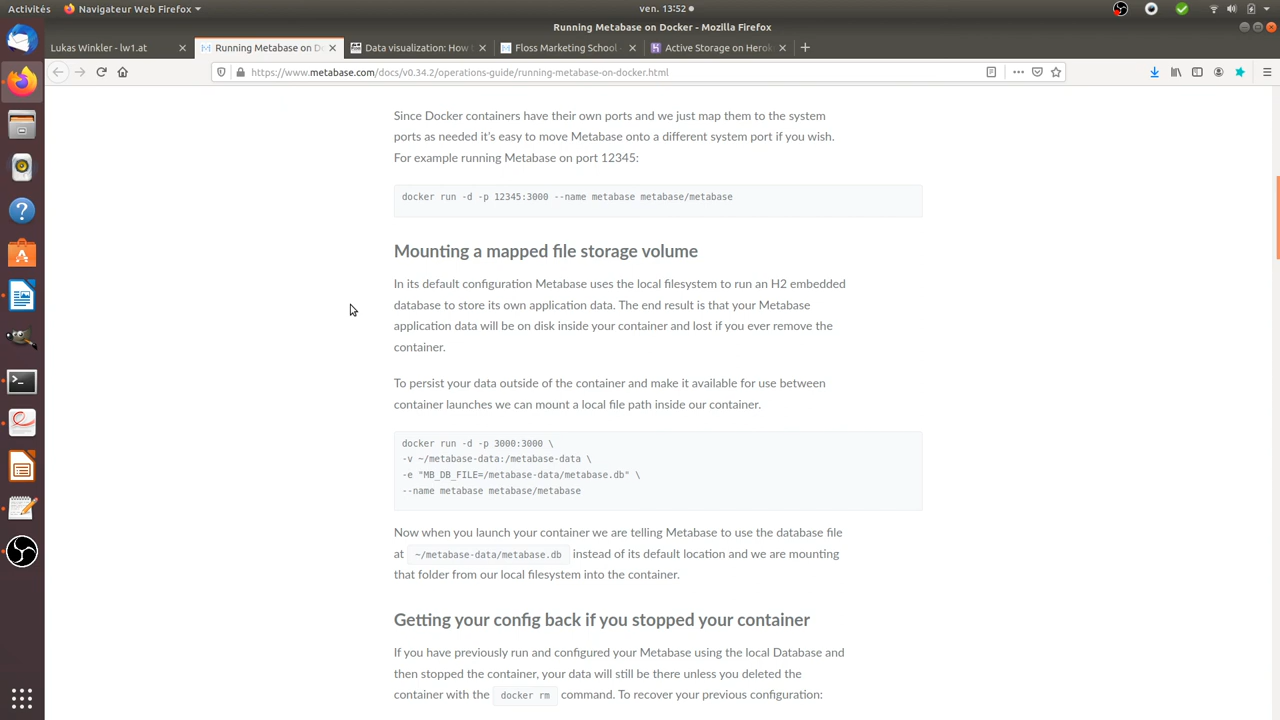 Activités
Navigateur Web Firefox
ven. 13:52
Running Metabase on Docker - Mozilla Firefox
Lukas Winkler - lw1.at
Running Metabase on D
Data visualization: How
Floss Marketing School -
Active Storage on Herok
https://www.metabase.com/docs/v0.34.2/operations-guide/running-metabase-on-docker.html
Since Docker containers have their own ports and we just map them to the system
ports as needed it's easy to move Metabase onto a different system port if you wish.
For example running Metabase on port 12345:
docker run -d -p 12345:3000 --name metabase metabase/metabase
Mounting a mapped file storage volume
In its default configuration Metabase uses the local filesystem to run an H2 embedded
database to store its own application data. The end result is that your Metabase
application data will be on disk inside your container and lost if you ever remove the
container.
To persist your data outside of the container and make it available for use between
container launches we can mount a local file path inside our container.
docker run -d -p 3000:3000 \
-v ~/metabase-data:/metabase-data \
-e "MB_DB_FILE=/metabase-data/metabase.db" \
--name metabase metabase/metabase
Now when you launch your container we are telling Metabase to use the database file
at ~/metabase-data/metabase.db instead of its default location and we are mounting
that folder from our local filesystem into the container.
Getting your config back if you stopped your container
If you have previously run and configured your Metabase using the local Database and
then stopped the container, your data will still be there unless you deleted the
container with the docker rm command. To recover your previous configuration: